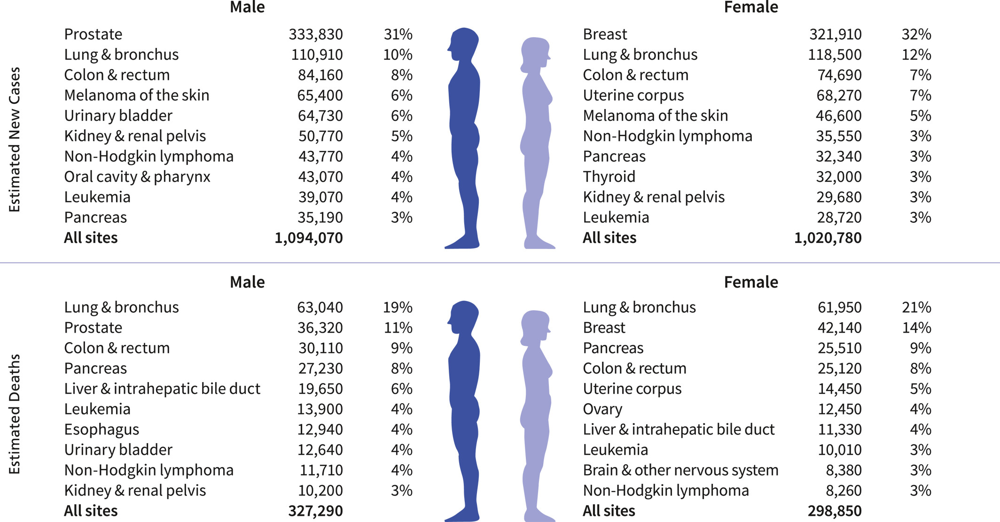 Male
Prostate 333,830 31%
Lung & bronchus 110,910 10%
Colon & rectum 84,160 8%
Melanoma of the skin 65,400 6%
Urinary bladder 64,730 6%
Kidney & renal pelvis 50,770 5%
Non-Hodgkin lymphoma 43,770 4%
Oral cavity & pharynx 43,070 4%
Leukemia 39,070 4%
Pancreas 35,190 3%
All sites 1,094,070
Female
Breast 321,910 32%
Lung & bronchus 118,500 12%
Colon & rectum 74,690 7%
Uterine corpus 68,270 7%
Melanoma of the skin 46,600 5%
Non-Hodgkin lymphoma 35,550 3%
Pancreas 32,340 3%
Thyroid 32,000 3%
Kidney & renal pelvis 29,680 3%
Leukemia 28,720 3%
All sites 1,020,780
Estimated New Cases
Male
Lung & bronchus 63,040 19%
Prostate 36,320 11%
Colon & rectum 30,110 9%
Pancreas 27,230 8%
Liver & intrahepatic bile duct 19,650 6%
Leukemia 13,900 4%
Esophagus 12,940 4%
Urinary bladder 12,640 4%
Non-Hodgkin lymphoma 11,710 4%
Kidney & renal pelvis 10,200 3%
All sites 327,290
Female
Lung & bronchus 61,950 21%
Breast 42,140 14%
Pancreas 25,510 9%
Colon & rectum 25,120 8%
Uterine corpus 14,450 5%
Ovary 12,450 4%
Liver & intrahepatic bile duct 11,330 4%
Leukemia 10,010 3%
Brain & other nervous system 8,380 3%
Non-Hodgkin lymphoma 8,260 3%
All sites 298,850
Estimated Deaths